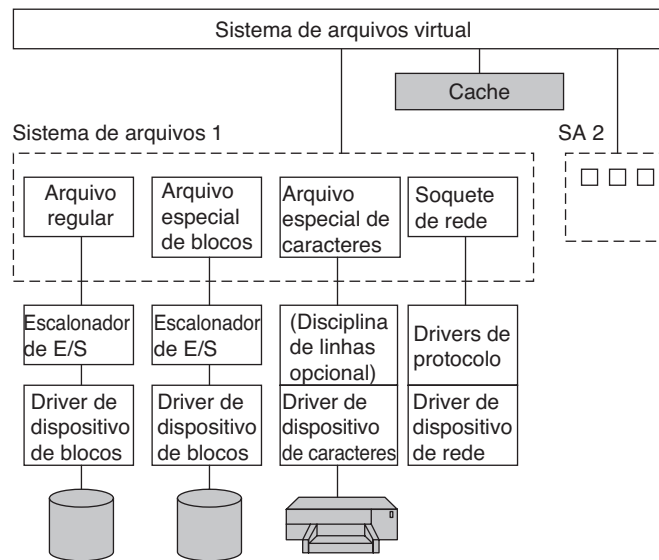 Sistema de arquivos virtual
Cache
Sistema de arquivos 1
SA 2
Arquivo
regular
Arquivo
especial
de blocos
Arquivo
especial de
caracteres
Soquete
de rede
Escalonador
de E/S
Escalonador
de E/S
(Disciplina
de linhas
opcional)
Drivers de
protocolo
Driver de
dispositivo
de blocos
Driver de
dispositivo
de blocos
Driver de
dispositivo
de caracteres
Driver de
dispositivo
de rede